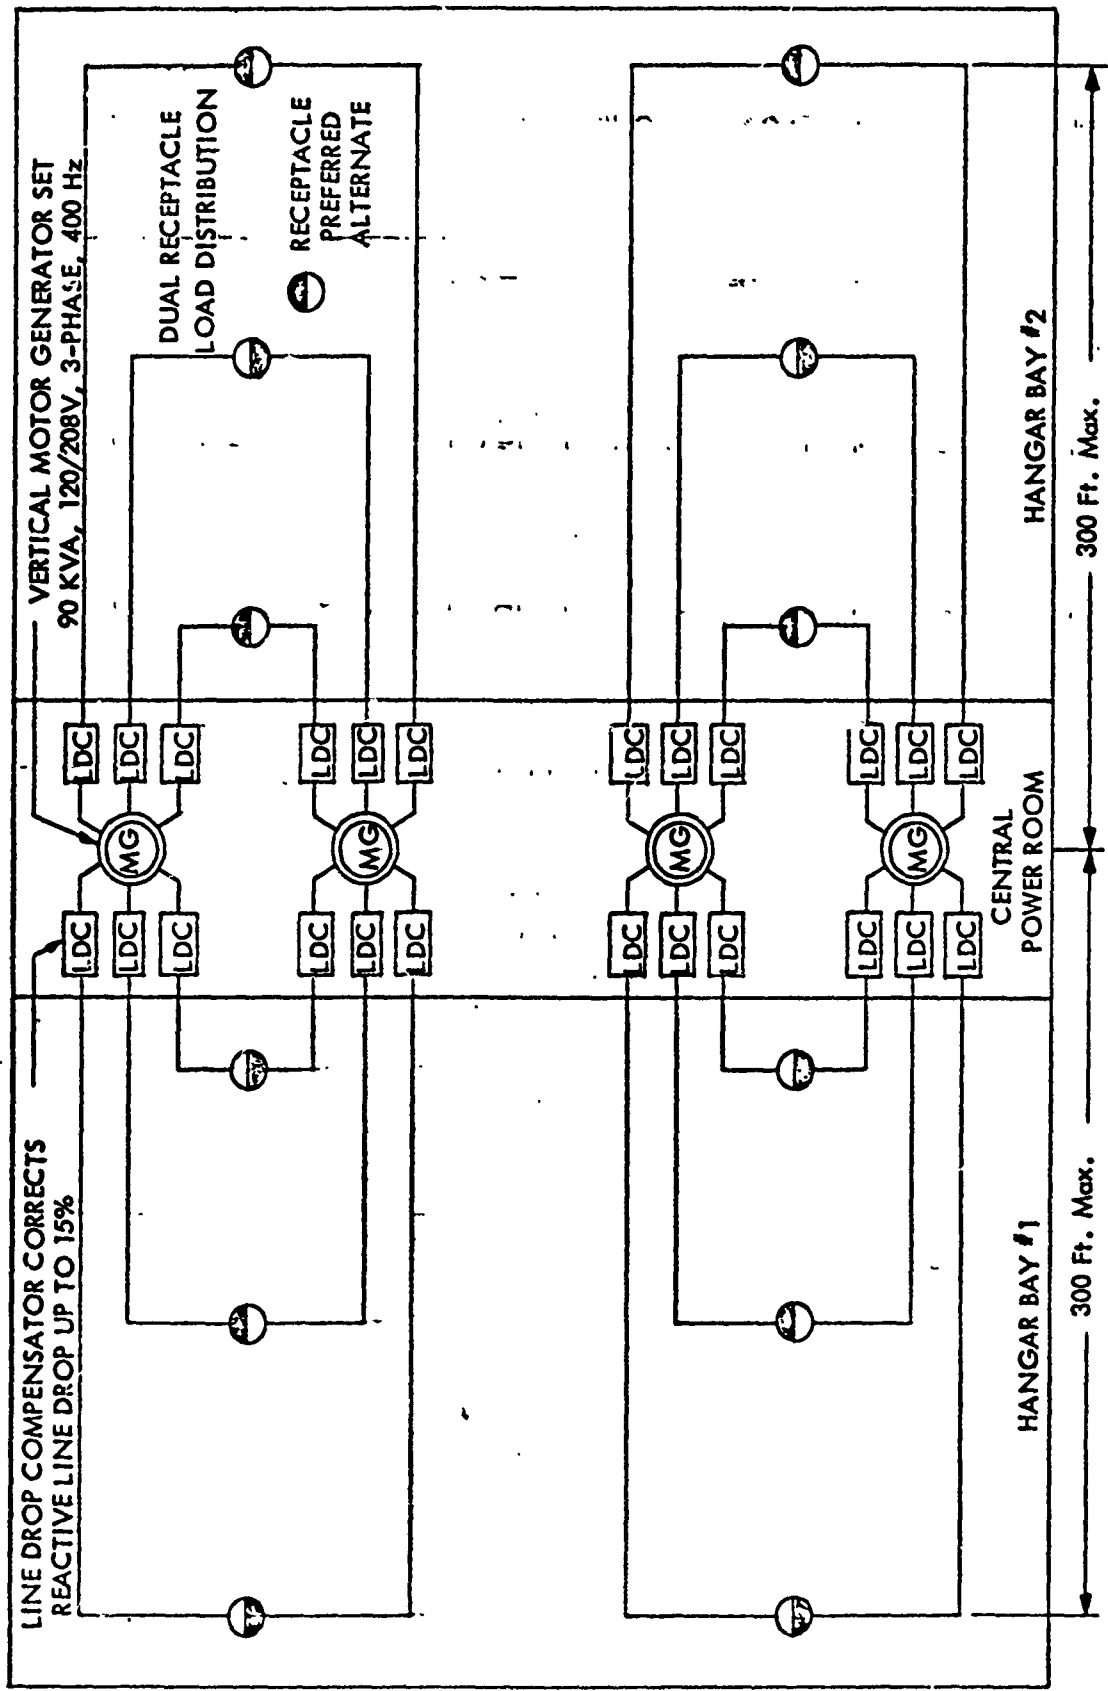 LINE DROP COMPENSATOR CORRECTS
REACTIVE LINE DROP UP TO 15%
VERTICAL MOTOR GENERATOR SET
90 KVA, 120/208V, 3-PHASE, 400 Hz
DUAL RECEPTACLE
LOAD DISTRIBUTION
RECEPTACLE
PREFERRED
ALTERNATE
LDC
LDC
LDC
MG
LDC
LDC
LDC
LDC
LDC
LDC
MG
LDC
LDC
LDC
LDC
LDC
LDC
MG
LDC
LDC
LDC
LDC
LDC
LDC
MG
LDC
LDC
LDC
CENTRAL
POWER ROOM
HANGAR BAY #1
HANGAR BAY #2
300 Ft. Max.
300 Ft. Max.